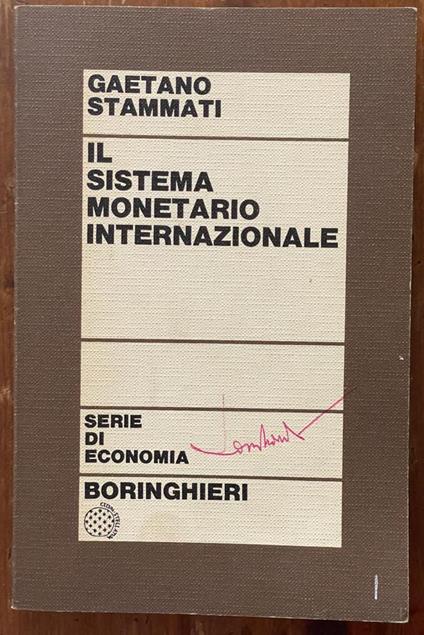 GAETANO
STAMMATI
IL
SISTEMA
MONETARIO
INTERNAZIONALE
SERIE
DI
ECONOMIA
BORINGHIERI